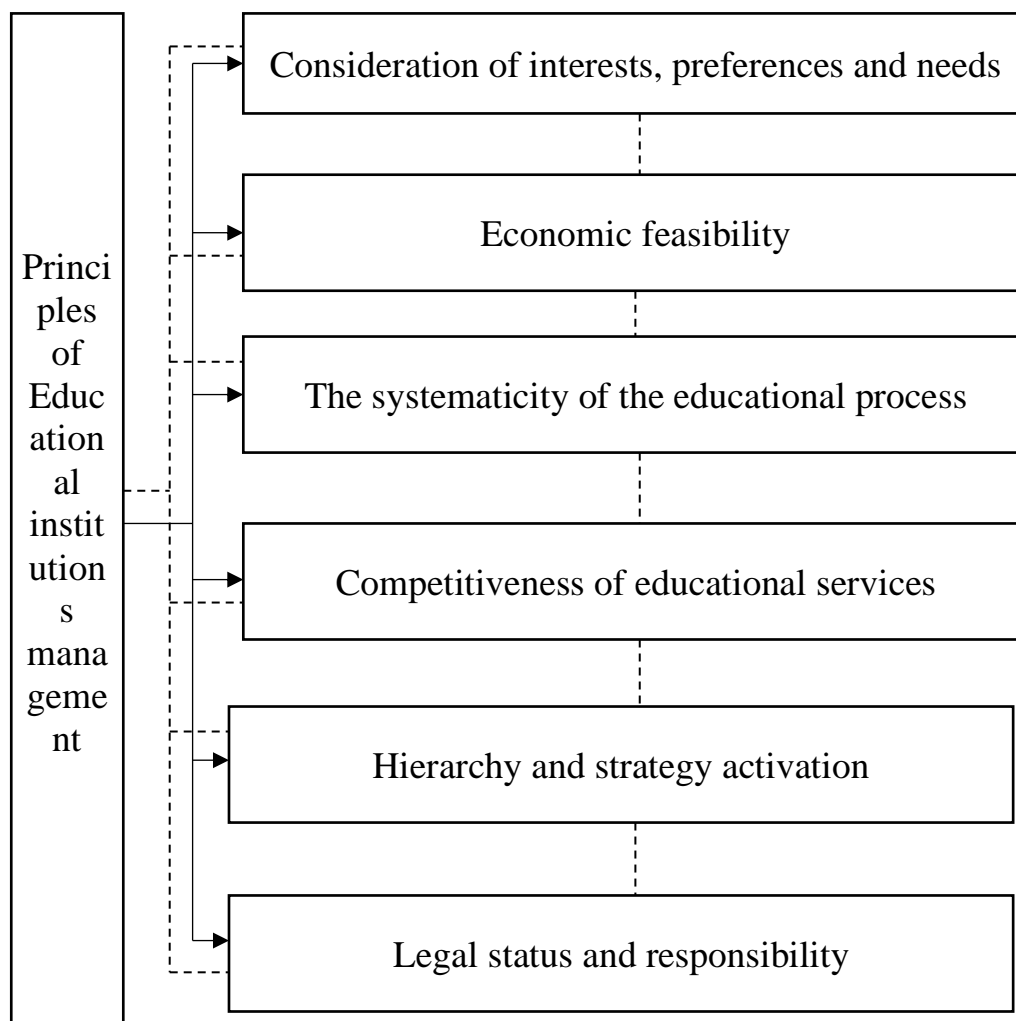 Princi
ples
of
Educ
ation
al
instit
ution
s
mana
geme
nt
Consideration of interests, preferences and needs
Economic feasibility
The systematicity of the educational process
Competitiveness of educational services
Hierarchy and strategy activation
Legal status and responsibility